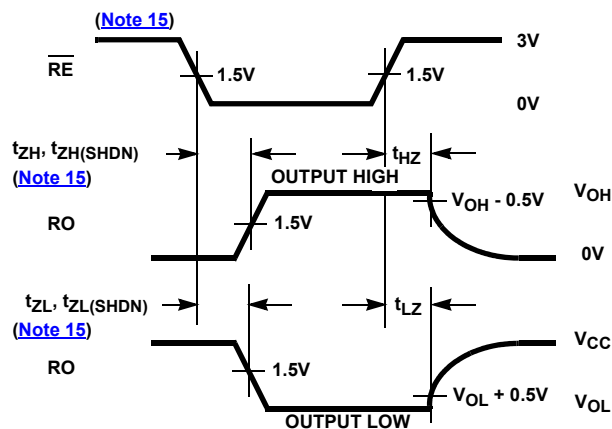 (Note 15)
RE
3V
1.5V
1.5V
0V
tZH, tZH(SHDN)
(Note 15)
tHZ
OUTPUT HIGH
VOH - 0.5V
VOH
RO
1.5V
0V
tZL, tZL(SHDN)
(Note 15)
tLZ
VCC
RO
1.5V
VOL + 0.5V
VOL
OUTPUT LOW